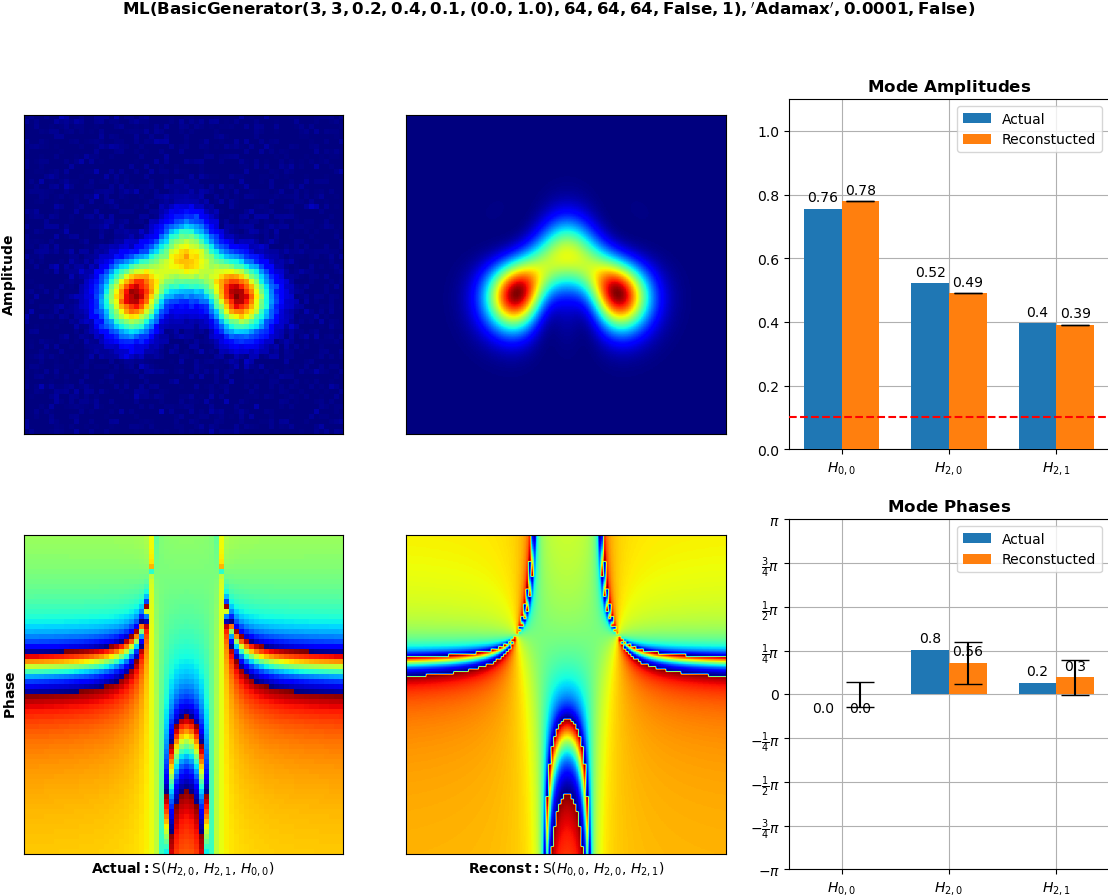 ML(BasicGenerator(3, 3, 0.2, 0.4, 0.1, (0.0, 1.0), 64, 64, 64, False, 1), 'Adamax', 0.0001, False)
Amplitude
Mode Amplitudes
Actual
Reconstucted
1.0
0.8
0.6
0.4
0.2
0.0
0.76
0.78
0.52
0.49
0.4
0.39
H0,0
H2,0
H2,1
Phase
Actual: S(H2,0, H2,1, H0,0)
Reconst: S(H0,0, H2,0, H2,1)
Mode Phases
Actual
Reconstucted
π
3/4π
1/2π
1/4π
0
−1/4π
−1/2π
−3/4π
−π
0.0
0.0
0.8
0.56
0.2
0.3
H0,0
H2,0
H2,1